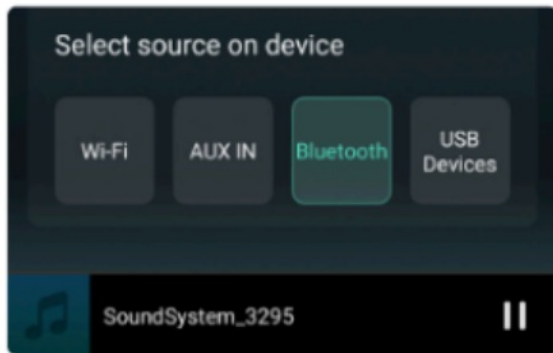 Select source on device
Wi-Fi
AUX IN
Bluetooth
USB
Devices
SoundSystem_3295